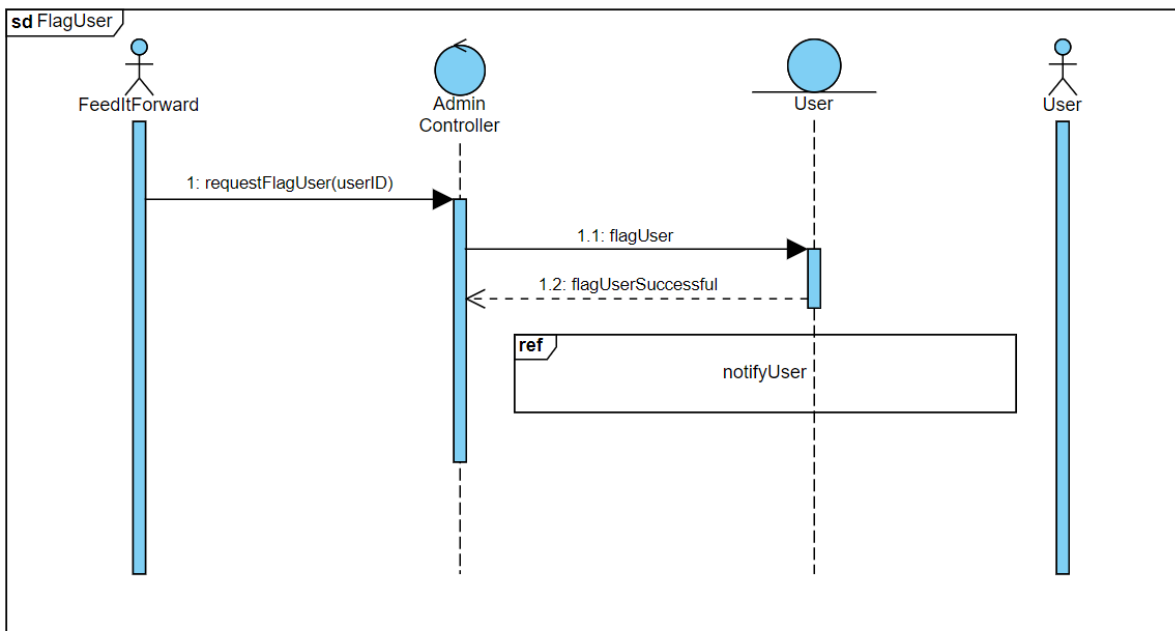 sd FlagUser
FeedItForward
Admin
Controller
User
User
1: requestFlagUser(userID)
1.1: flagUser
1.2: flagUserSuccessful
ref
notifyUser